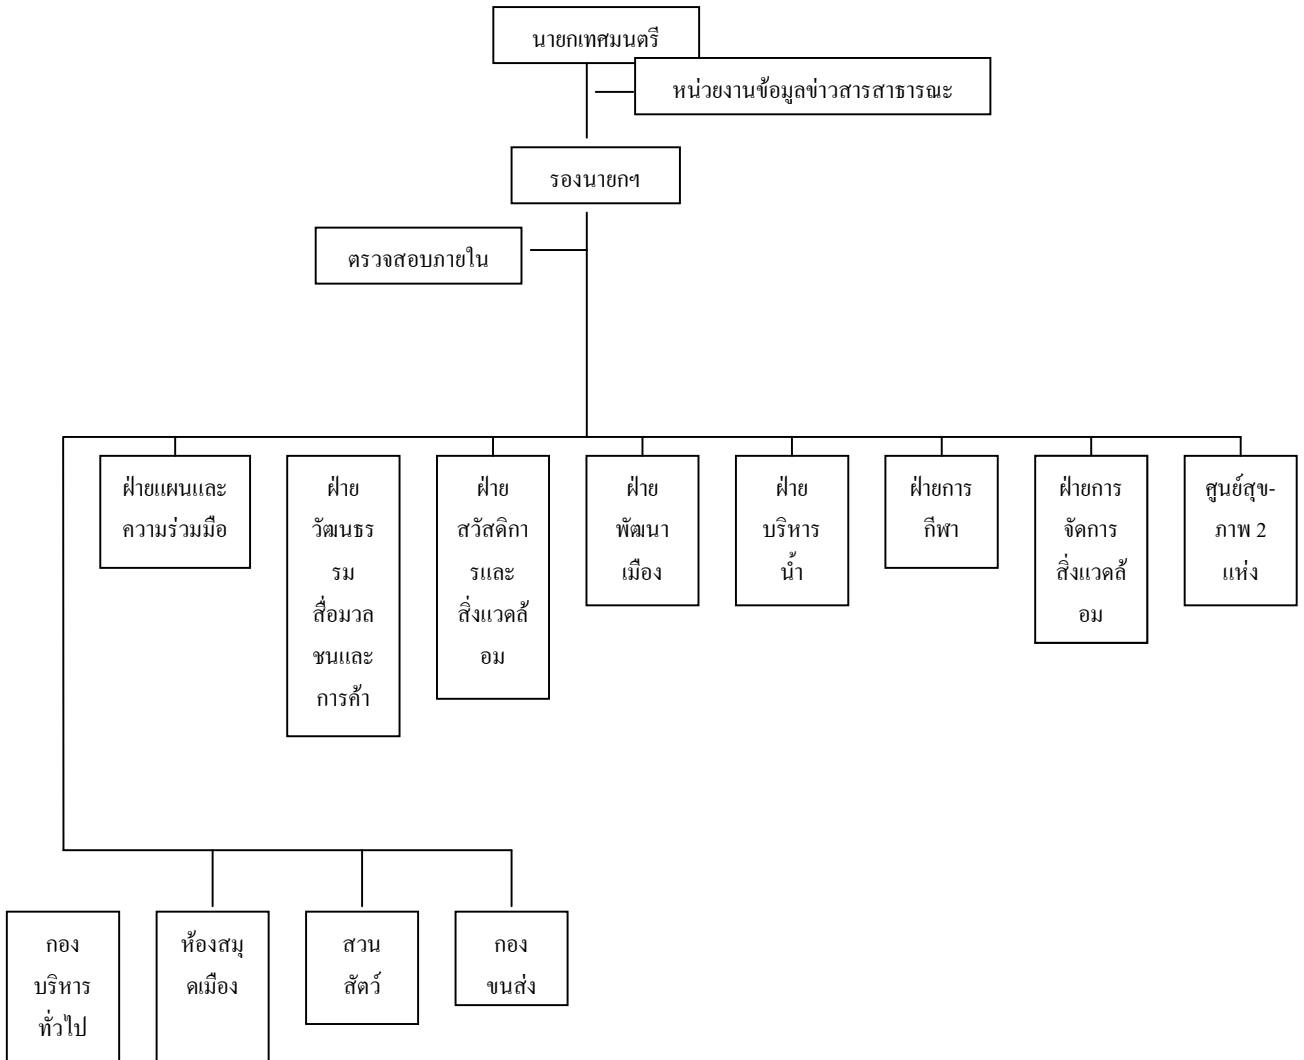 นายกเทศมนตรี
หน่วยงานข้อมูลข่าวสารสาธารณะ
รองนายกฯ
ตรวจสอบภายใน
ฝ่ายแผนและ
ความร่วมมือ
ฝ่าย
วัฒนธร
รม
สื่อมวล
ชนและ
การค้า
ฝ่าย
สวัสดิกา
รและ
สิ่งแวดล้
อม
ฝ่าย
พัฒนา
เมือง
ฝ่าย
บริหาร
น้ำ
ฝ่ายการ
กีฬา
ฝ่ายการ
จัดการ
สิ่งแวดล้
อม
ศูนย์สุข-
ภาพ 2
แห่ง
กอง
บริหาร
ทั่วไป
ห้องสมุ
ดเมือง
สวน
สัตว์
กอง
ขนส่ง